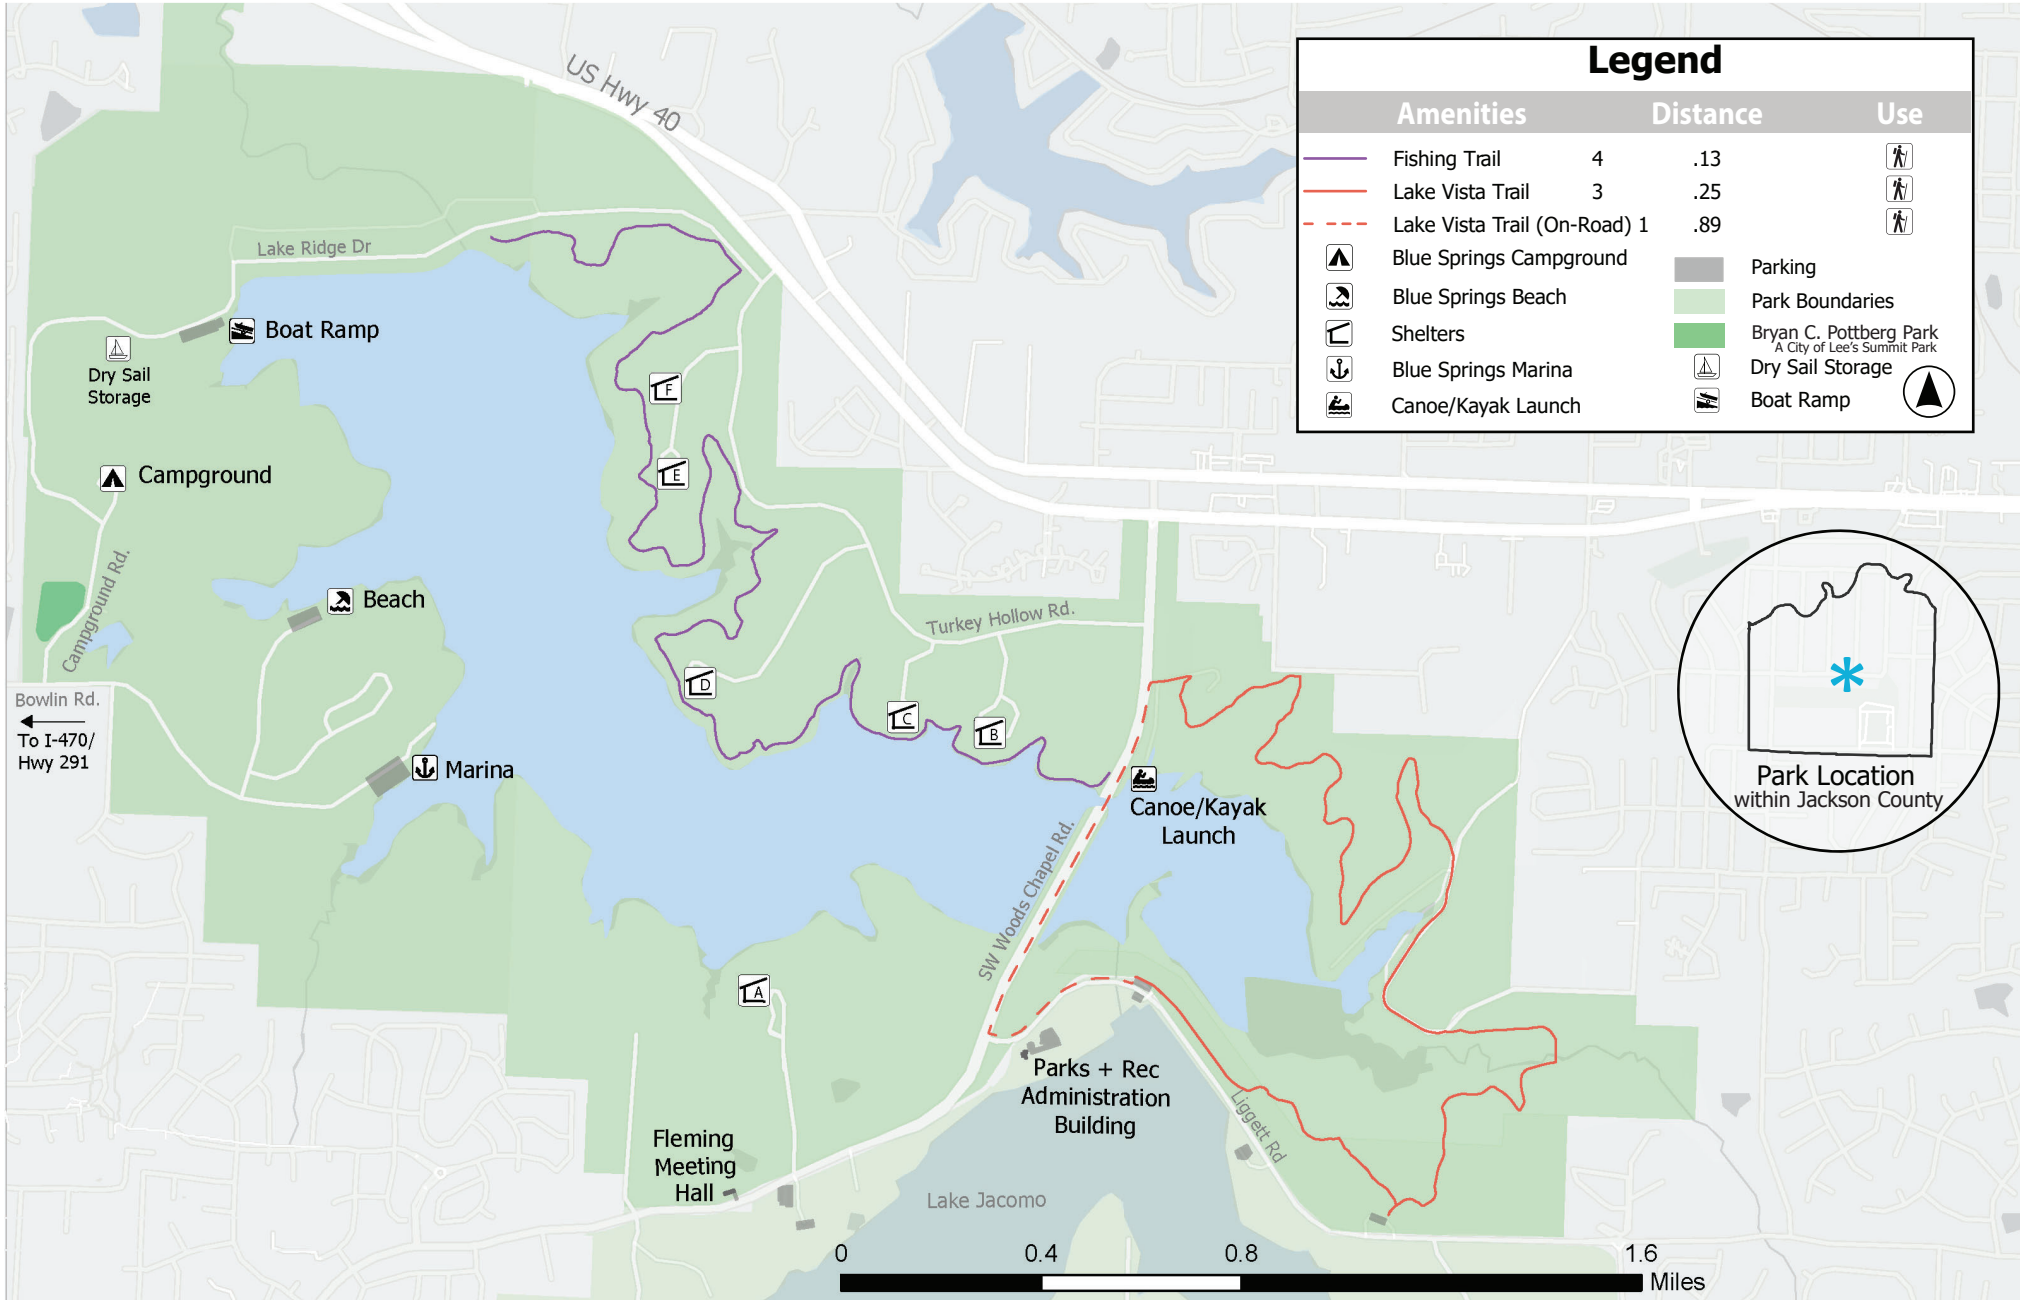 US Hwy 40
Legend
Amenities Distance Use
Fishing Trail 4 .13
Lake Vista Trail 3 .25
Lake Vista Trail (On-Road) 1 .89
Blue Springs Campground
Blue Springs Beach
Shelters
Blue Springs Marina
Canoe/Kayak Launch
Parking
Park Boundaries
Bryan C. Pottberg Park
A City of Lee's Summit Park
Dry Sail Storage
Boat Ramp
Lake Ridge Dr
Boat Ramp
Dry Sail
Storage
F
Campground
E
Campground Rd.
Beach
Turkey Hollow Rd.
D
Bowlin Rd.
To I-470/
Hwy 291
C
B
Marina
Canoe/Kayak
Launch
SW Woods Chapel Rd.
Park Location
within Jackson County
A
Parks + Rec
Administration
Building
Liggett Rd
Fleming
Meeting
Hall
Lake Jacomo
0 0.4 0.8 1.6
Miles